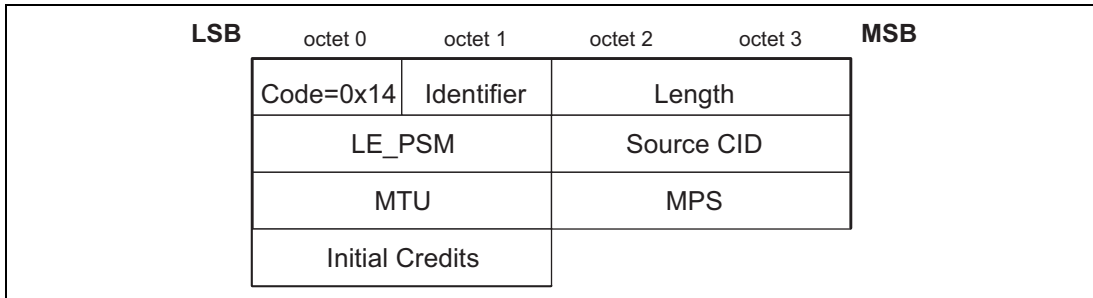 LSB octet 0 octet 1 octet 2 octet 3 MSB
Code=0x14 Identifier Length
LE_PSM Source CID
MTU MPS
Initial Credits